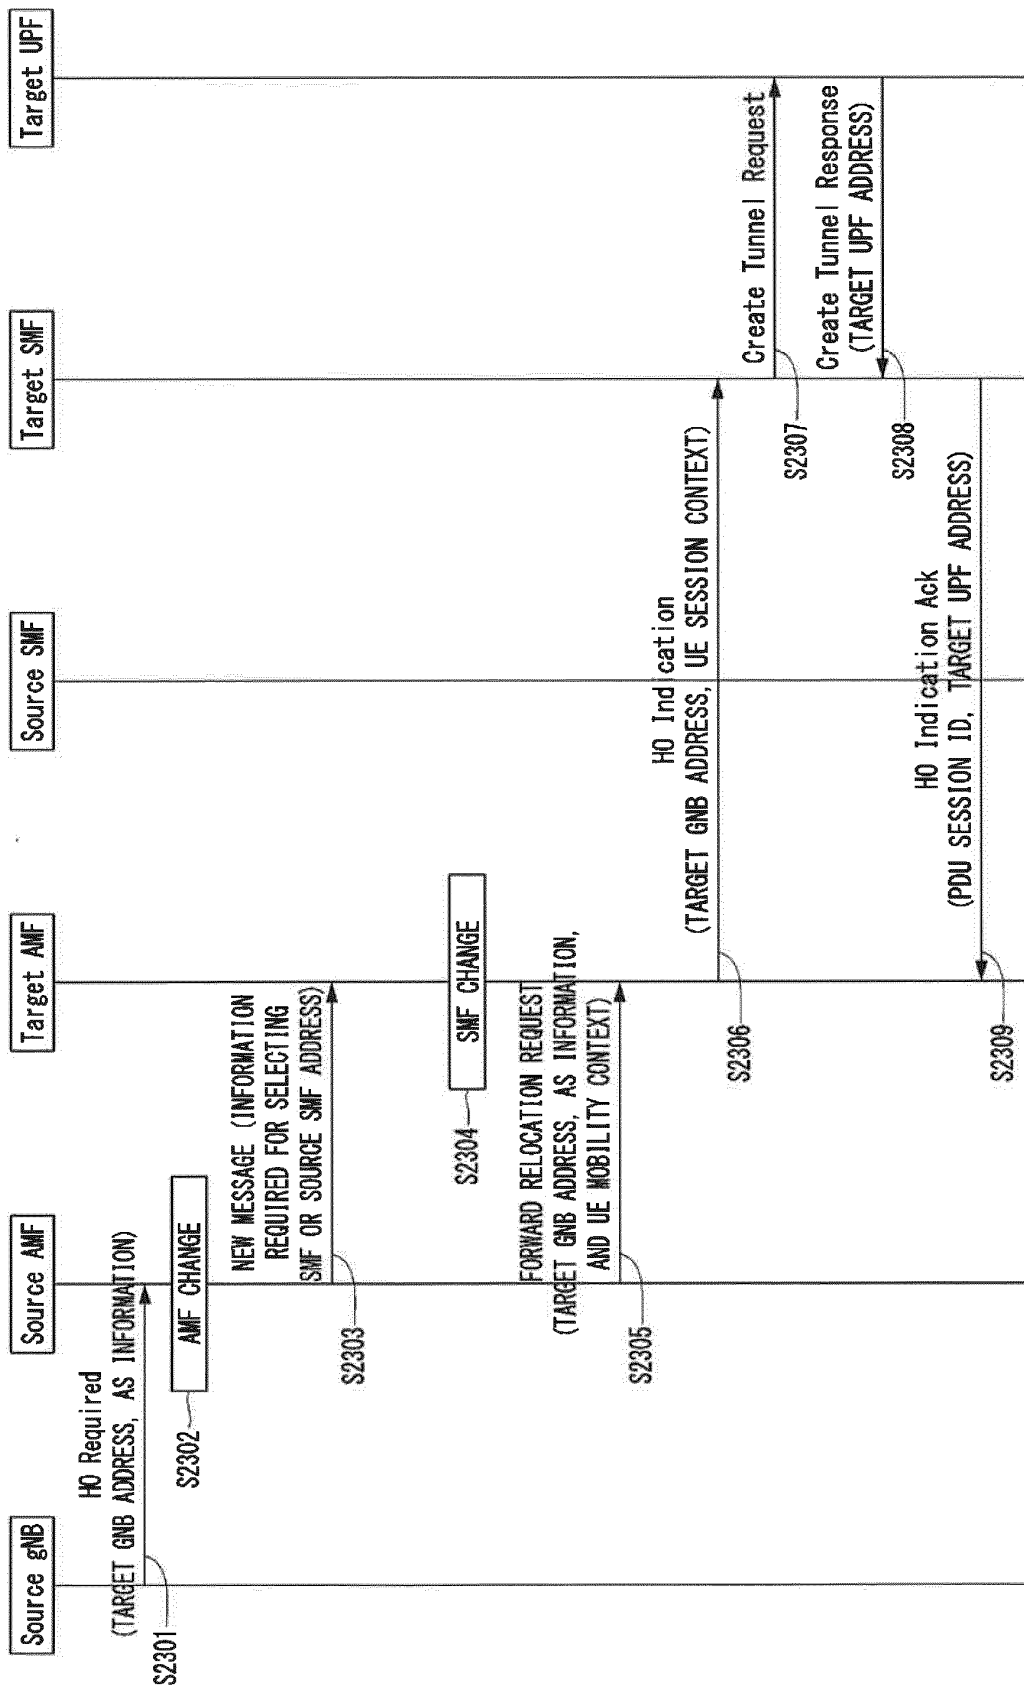 Source gNB
Source AMF
Target AMF
Source SMF
Target SMF
Target UPF
HO Required
(TARGET GNB ADDRESS, AS INFORMATION)
S2301
AMF CHANGE
S2302
NEW MESSAGE (INFORMATION
REQUIRED FOR SELECTING
SMF OR SOURCE SMF ADDRESS)
S2303
SMF CHANGE
S2304
FORWARD RELOCATION REQUEST
(TARGET GNB ADDRESS, AS INFORMATION,
AND UE MOBILITY CONTEXT)
S2305
HO Indication
(TARGET GNB ADDRESS, UE SESSION CONTEXT)
S2306
Create Tunnel Request
S2307
Create Tunnel Response
(TARGET UPF ADDRESS)
S2308
HO Indication Ack
(PDU SESSION ID, TARGET UPF ADDRESS)
S2309